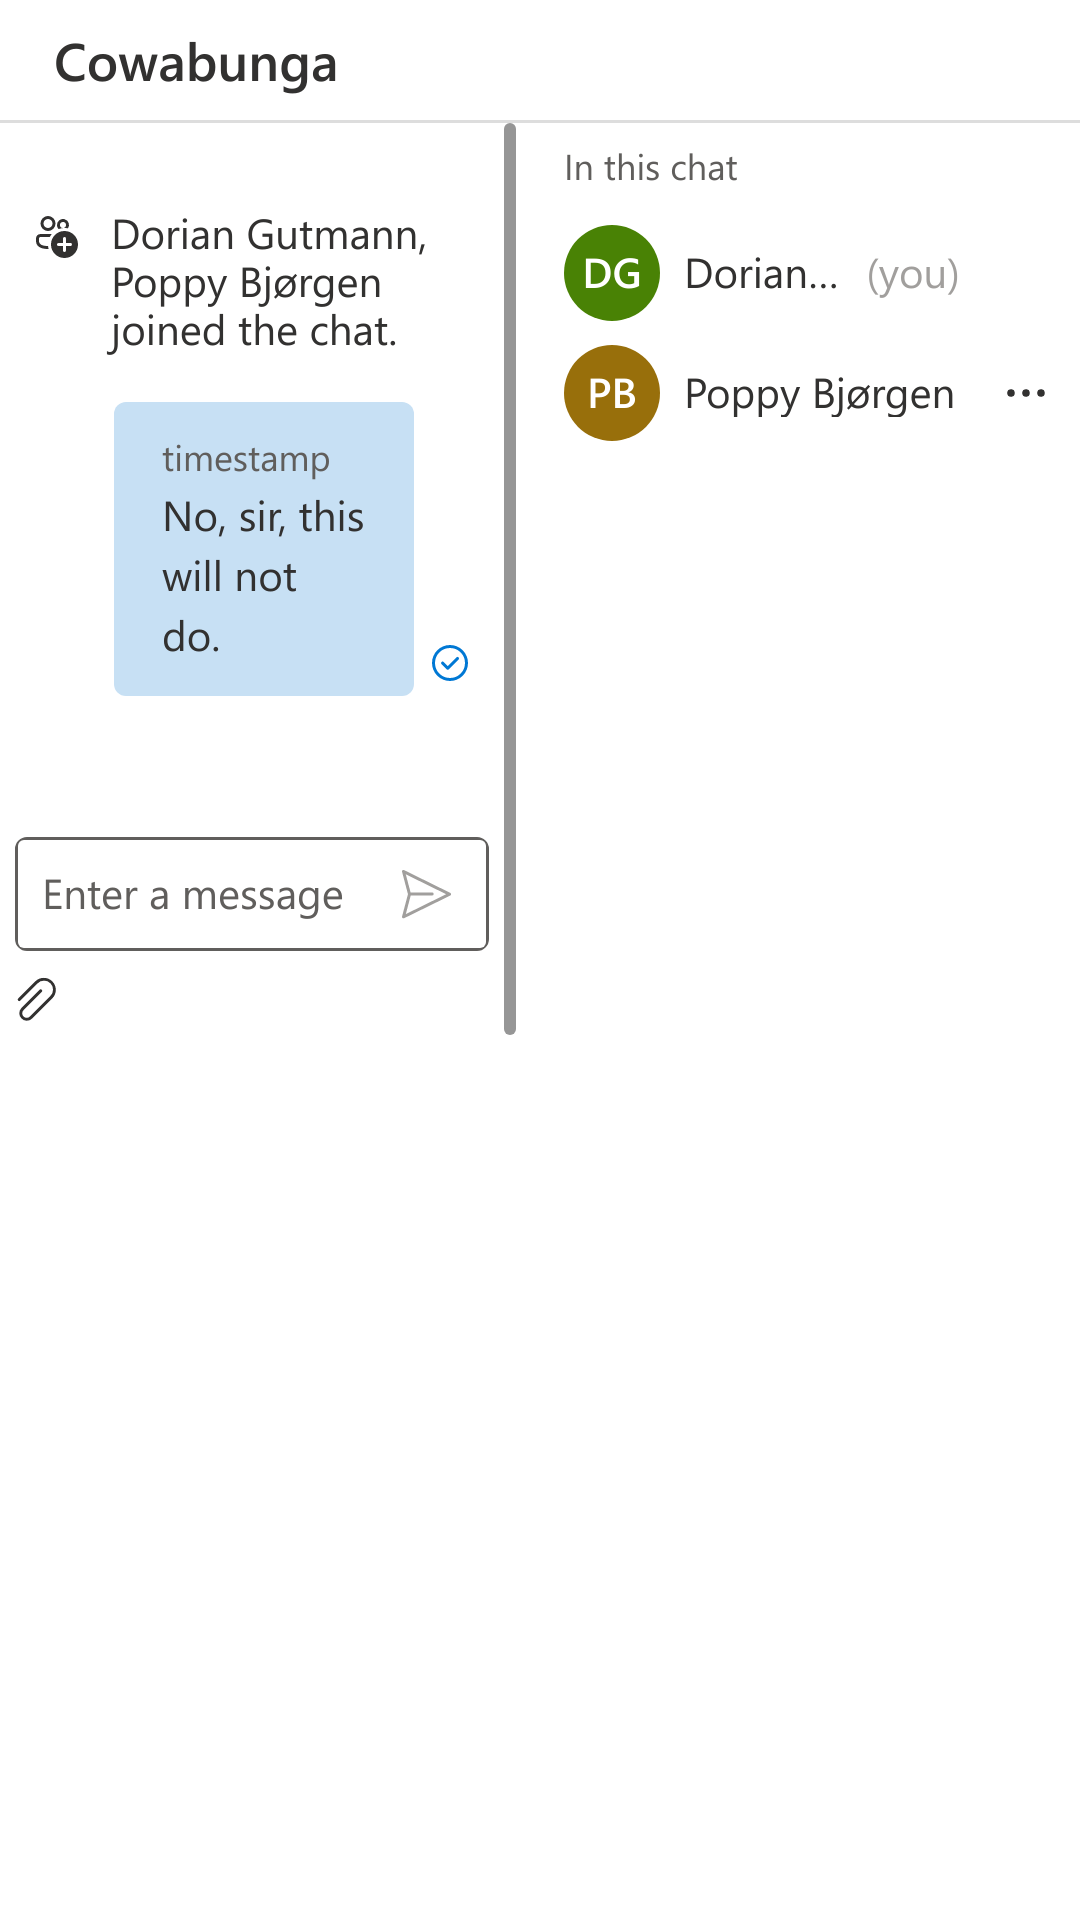 Cowabunga
Dorian Gutmann,
Poppy Bjørgen
joined the chat.
timestamp
No, sir, this
will not
do.
Enter a message
In this chat
DG Dorian... (you)
PB Poppy Bjørgen